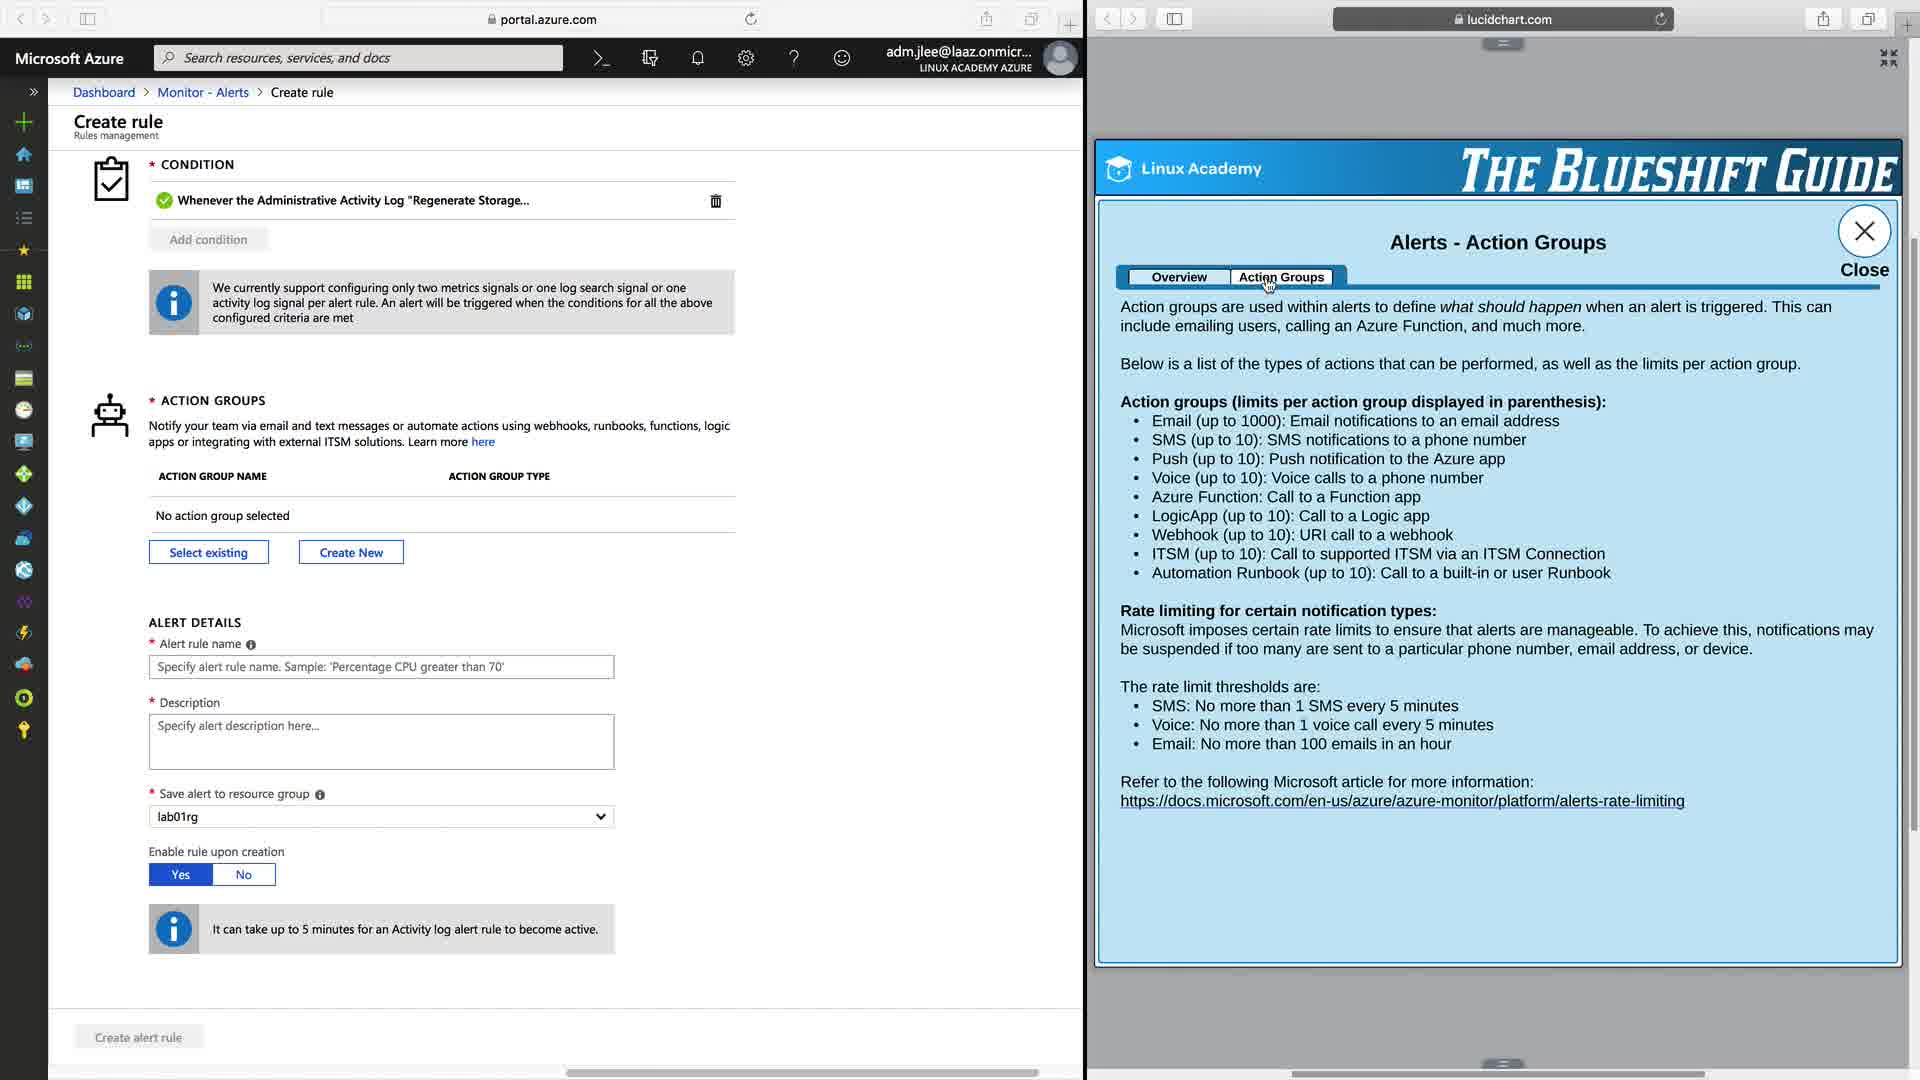 portal.azure.com
Microsoft Azure
Search resources, services, and docs
adm.jlee@laaz.onmicr...
LINUX ACADEMY AZURE
Dashboard > Monitor - Alerts > Create rule
Create rule
Rules management
* CONDITION
Whenever the Administrative Activity Log "Regenerate Storage...
Add condition
We currently support configuring only two metrics signals or one log search signal or one
activity log signal per alert rule. An alert will be triggered when the conditions for all the above
configured criteria are met
* ACTION GROUPS
Notify your team via email and text messages or automate actions using webhooks, runbooks, functions, logic
apps or integrating with external ITSM solutions. Learn more here
ACTION GROUP NAME ACTION GROUP TYPE
No action group selected
Select existing Create New
ALERT DETAILS
* Alert rule name
Specify alert rule name. Sample: 'Percentage CPU greater than 70'
* Description
Specify alert description here...
* Save alert to resource group
lab01rg
Enable rule upon creation
Yes No
It can take up to 5 minutes for an Activity log alert rule to become active.
Create alert rule
lucidchart.com
Linux Academy
THE BLUESHIFT GUIDE
Alerts - Action Groups
Close
Overview Action Groups
Action groups are used within alerts to define what should happen when an alert is triggered. This can
include emailing users, calling an Azure Function, and much more.
Below is a list of the types of actions that can be performed, as well as the limits per action group.
Action groups (limits per action group displayed in parenthesis):
• Email (up to 1000): Email notifications to an email address
• SMS (up to 10): SMS notifications to a phone number
• Push (up to 10): Push notification to the Azure app
• Voice (up to 10): Voice calls to a phone number
• Azure Function: Call to a Function app
• LogicApp (up to 10): Call to a Logic app
• Webhook (up to 10): URI call to a webhook
• ITSM (up to 10): Call to supported ITSM via an ITSM Connection
• Automation Runbook (up to 10): Call to a built-in or user Runbook
Rate limiting for certain notification types:
Microsoft imposes certain rate limits to ensure that alerts are manageable. To achieve this, notifications may
be suspended if too many are sent to a particular phone number, email address, or device.
The rate limit thresholds are:
• SMS: No more than 1 SMS every 5 minutes
• Voice: No more than 1 voice call every 5 minutes
• Email: No more than 100 emails in an hour
Refer to the following Microsoft article for more information:
https://docs.microsoft.com/en-us/azure/azure-monitor/platform/alerts-rate-limiting